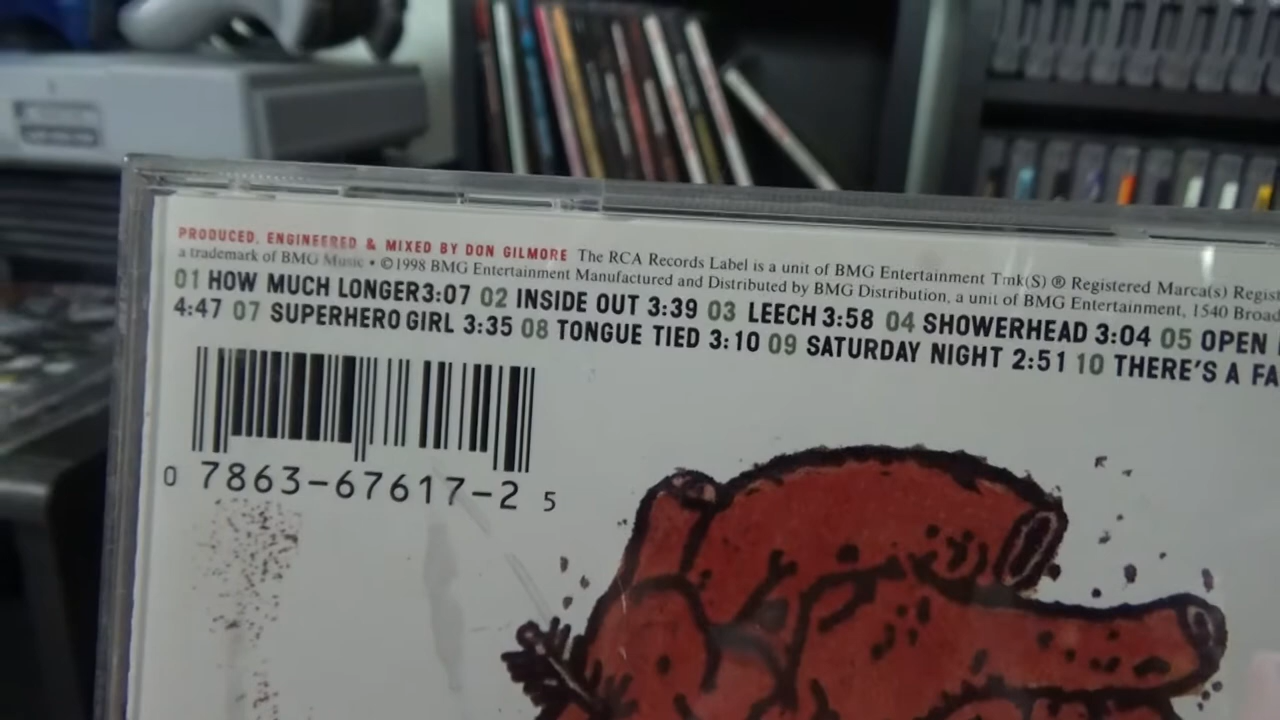 PRODUCED, ENGINEERED & MIXED BY DON GILMORE The RCA Records Label is a unit of BMG Entertainment Tmk(S) ® Registered Marca(s) Regis
a trademark of BMG Music • ©1998 BMG Entertainment Manufactured and Distributed by BMG Distribution, a unit of BMG Entertainment, 1540 Broad
01 HOW MUCH LONGER 3:07 02 INSIDE OUT 3:39 03 LEECH 3:58 04 SHOWERHEAD 3:04 05 OPEN
4:47 07 SUPERHERO GIRL 3:35 08 TONGUE TIED 3:10 09 SATURDAY NIGHT 2:51 10 THERE'S A FA
0 7863-67617-2 5